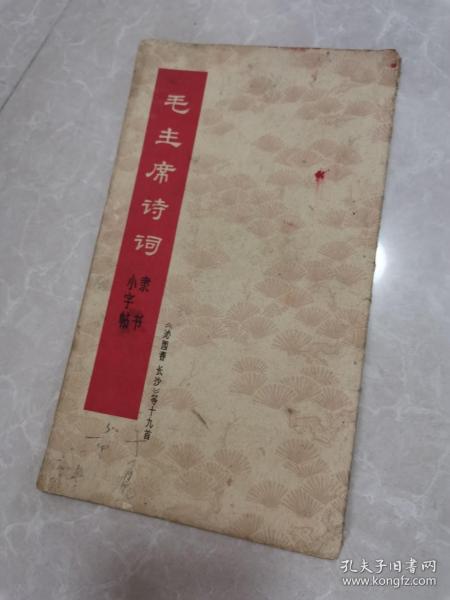 毛主席诗词
隶书
小字帖
《沁园春 长沙》等十九首
孔夫子旧书网
www.kongfz.com